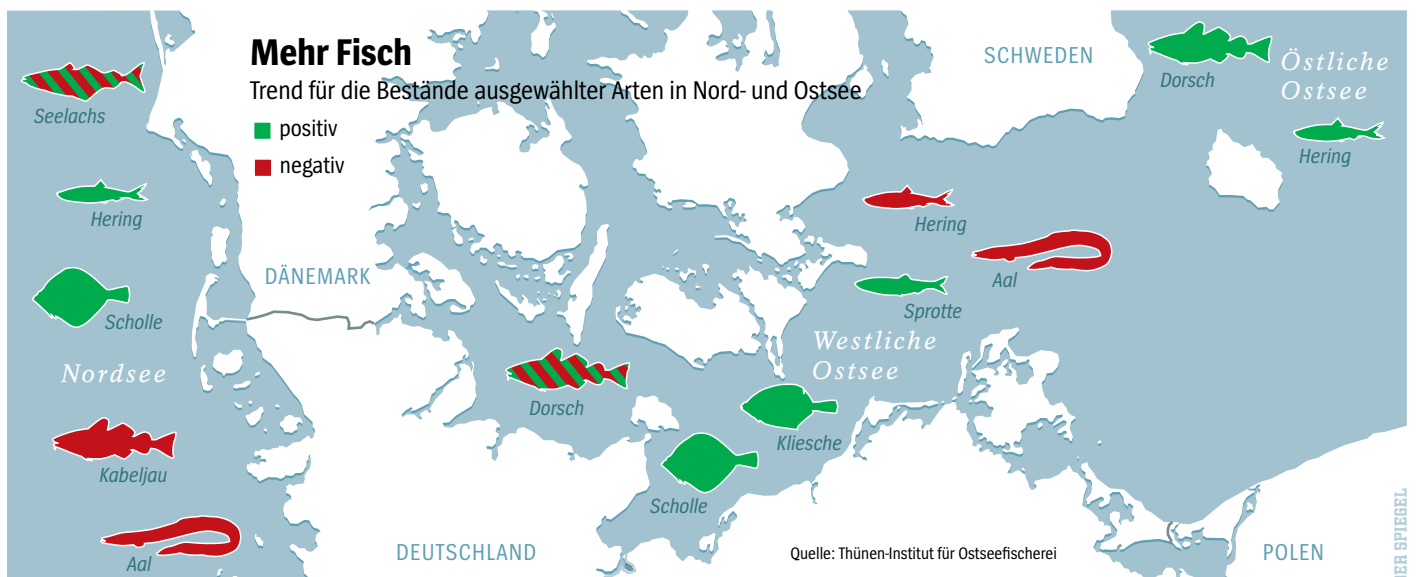 Mehr Fisch
Trend für die Bestände ausgewählter Arten in Nord- und Ostsee
positiv
negativ
Seelachs
Hering
Scholle
Nordsee
Kabeljau
Aal
DÄNEMARK
DEUTSCHLAND
Dorsch
Scholle
Kliesche
Westliche
Ostsee
Sprotte
Hering
Aal
SCHWEDEN
Dorsch
Östliche
Ostsee
Hering
POLEN
Quelle: Thünen-Institut für Ostseefischerei
DER SPIEGEL